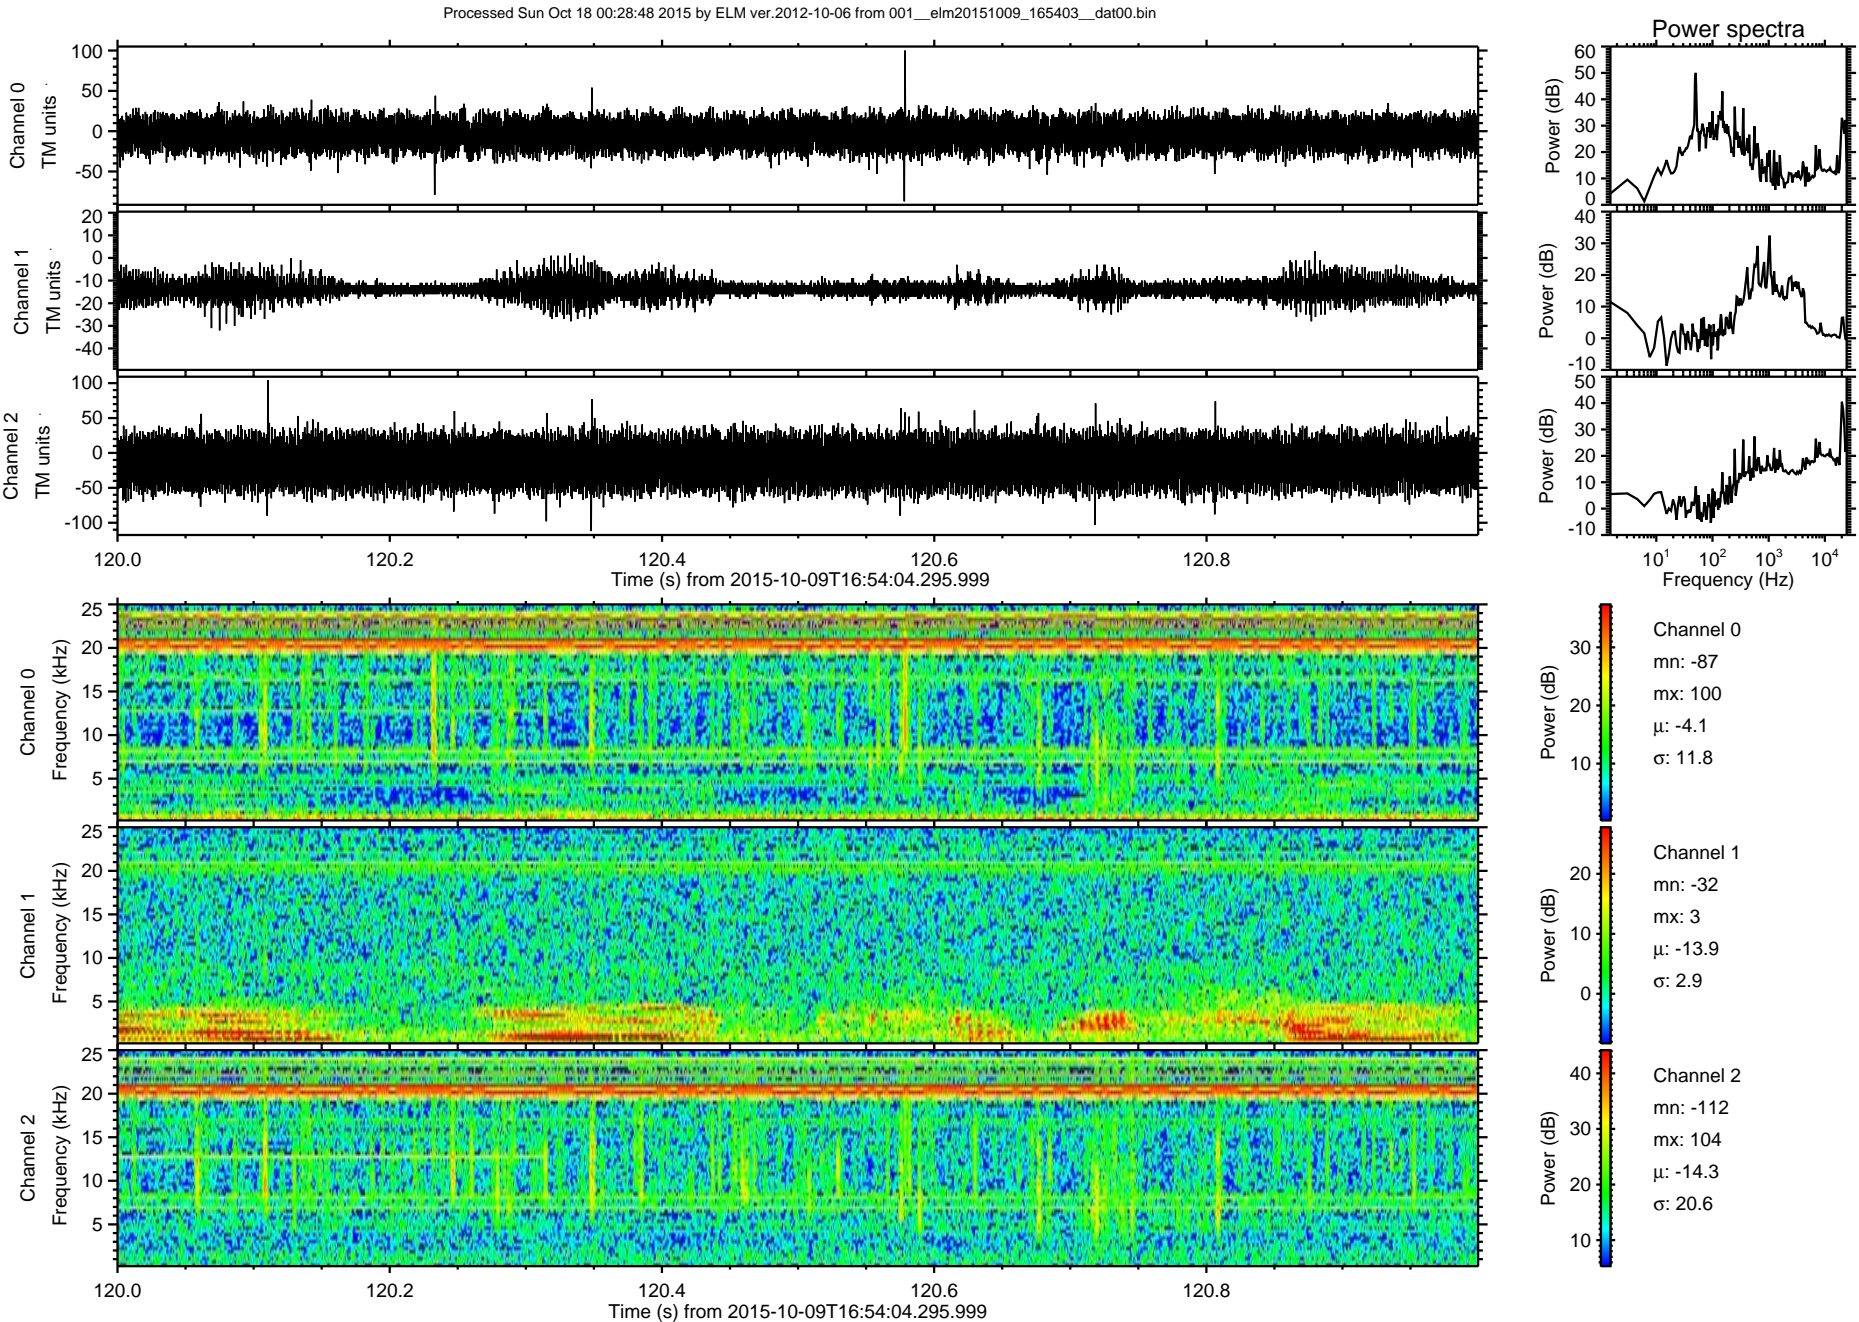 Processed Sun Oct 18 00:28:48 2015 by ELM ver.2012-10-06 from 001__elm20151009_165403__dat00.bin
Power spectra
Channel 0
TM units
100
50
0
-50
Power (dB)
60
50
40
30
20
10
0
Channel 1
TM units
20
10
0
-10
-20
-30
-40
Power (dB)
40
30
20
10
0
-10
Channel 2
TM units
100
50
0
-50
-100
Power (dB)
50
40
30
20
10
0
-10
120.0 120.2 120.4 120.6 120.8
Time (s) from 2015-10-09T16:54:04.295.999
10^1 10^2 10^3 10^4
Frequency (Hz)
Channel 0
Frequency (kHz)
25
20
15
10
5
Power (dB)
30
20
10
Channel 0
mn: -87
mx: 100
μ: -4.1
σ: 11.8
Channel 1
Frequency (kHz)
25
20
15
10
5
Power (dB)
20
10
0
Channel 1
mn: -32
mx: 3
μ: -13.9
σ: 2.9
Channel 2
Frequency (kHz)
25
20
15
10
5
Power (dB)
40
30
20
10
Channel 2
mn: -112
mx: 104
μ: -14.3
σ: 20.6
120.0 120.2 120.4 120.6 120.8
Time (s) from 2015-10-09T16:54:04.295.999